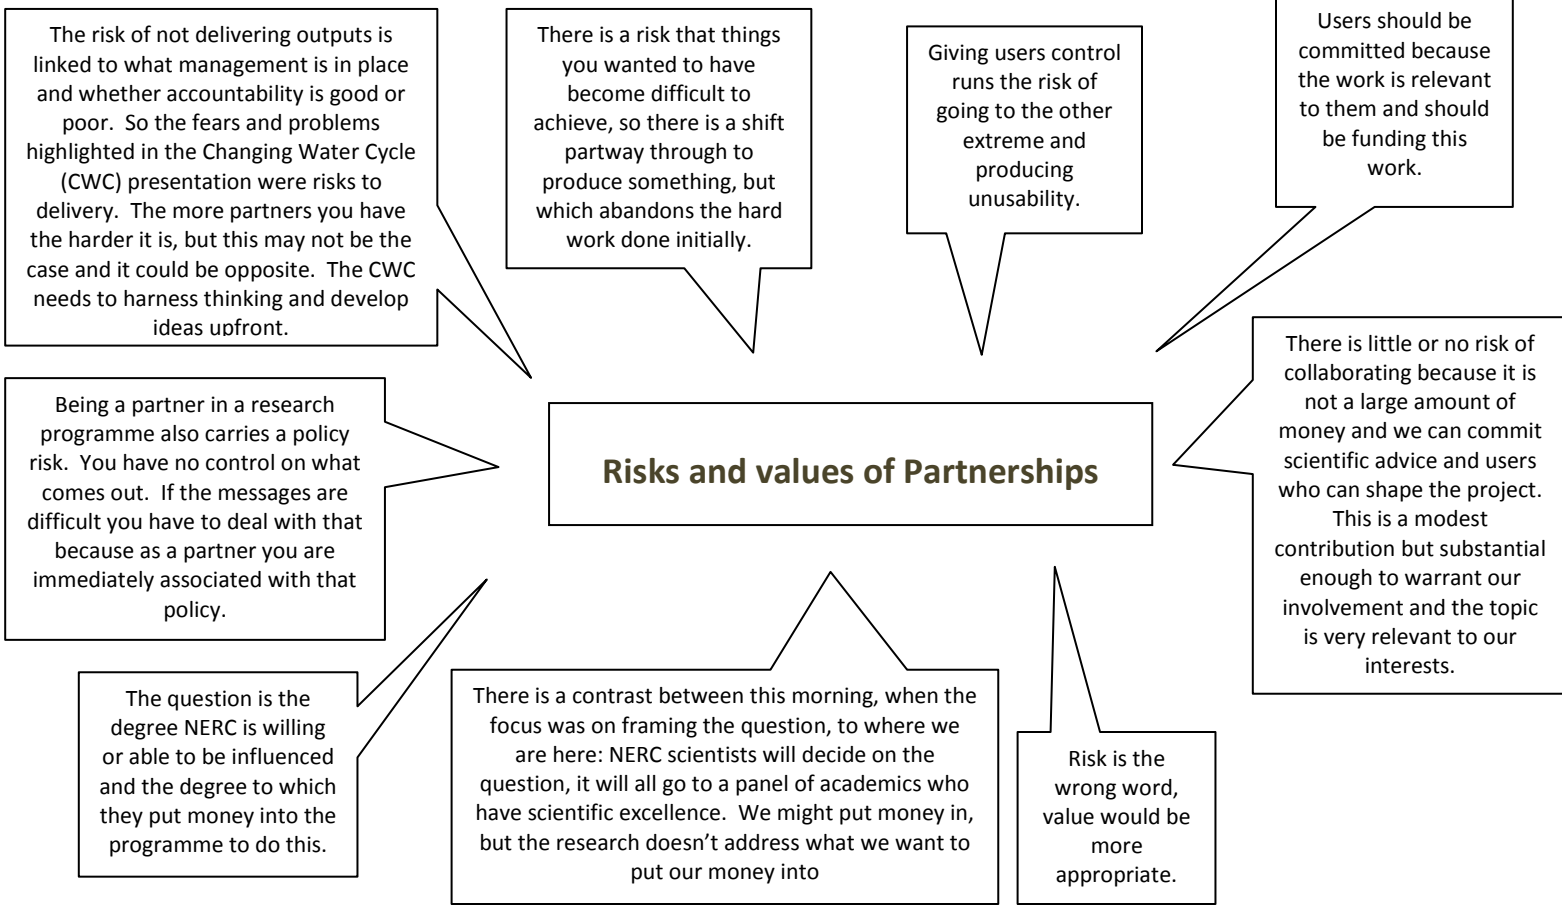 The risk of not delivering outputs is
linked to what management is in place
and whether accountability is good or
poor.  So the fears and problems
highlighted in the Changing Water Cycle
(CWC) presentation were risks to
delivery.  The more partners you have
the harder it is, but this may not be the
case and it could be opposite.  The CWC
needs to harness thinking and develop
ideas upfront.
There is a risk that things
you wanted to have
become difficult to
achieve, so there is a shift
partway through to
produce something, but
which abandons the hard
work done initially.
Giving users control
runs the risk of
going to the other
extreme and
producing
unusability.
Users should be
committed because
the work is relevant
to them and should
be funding this
work.
Being a partner in a research
programme also carries a policy
risk.  You have no control on what
comes out.  If the messages are
difficult you have to deal with that
because as a partner you are
immediately associated with that
policy.
Risks and values of Partnerships
There is little or no risk of
collaborating because it is
not a large amount of
money and we can commit
scientific advice and users
who can shape the project.
This is a modest
contribution but substantial
enough to warrant our
involvement and the topic
is very relevant to our
interests.
The question is the
degree NERC is willing
or able to be influenced
and the degree to which
they put money into the
programme to do this.
There is a contrast between this morning, when the
focus was on framing the question, to where we
are here: NERC scientists will decide on the
question, it will all go to a panel of academics who
have scientific excellence.  We might put money in,
but the research doesn’t address what we want to
put our money into
Risk is the
wrong word,
value would be
more
appropriate.